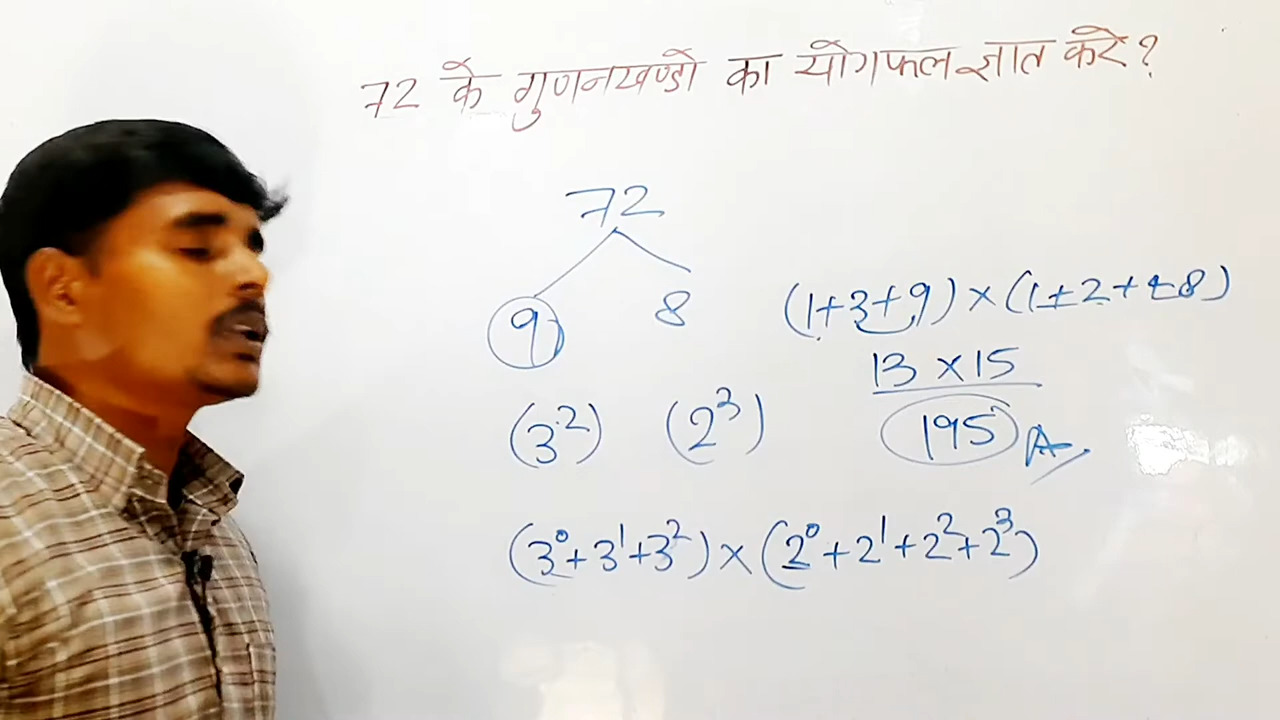 72 के गुणनखण्डो का योगफल ज्ञात करे ?
72
9 8
(1+3+9)×(1+2+4+8)
13 × 15
195 A
(3²) (2³)
(3⁰+3¹+3²)×(2⁰+2¹+2²+2³)